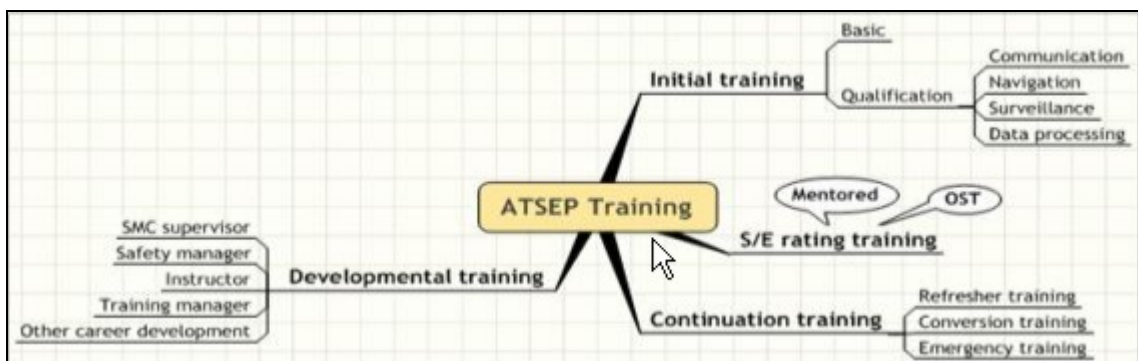 Basic
Initial training
Qualification
Communication
Navigation
Surveillance
Data processing
ATSEP Training
Mentored
OST
S/E rating training
SMC supervisor
Safety manager
Instructor
Training manager
Other career development
Developmental training
Continuation training
Refresher training
Conversion training
Emergency training